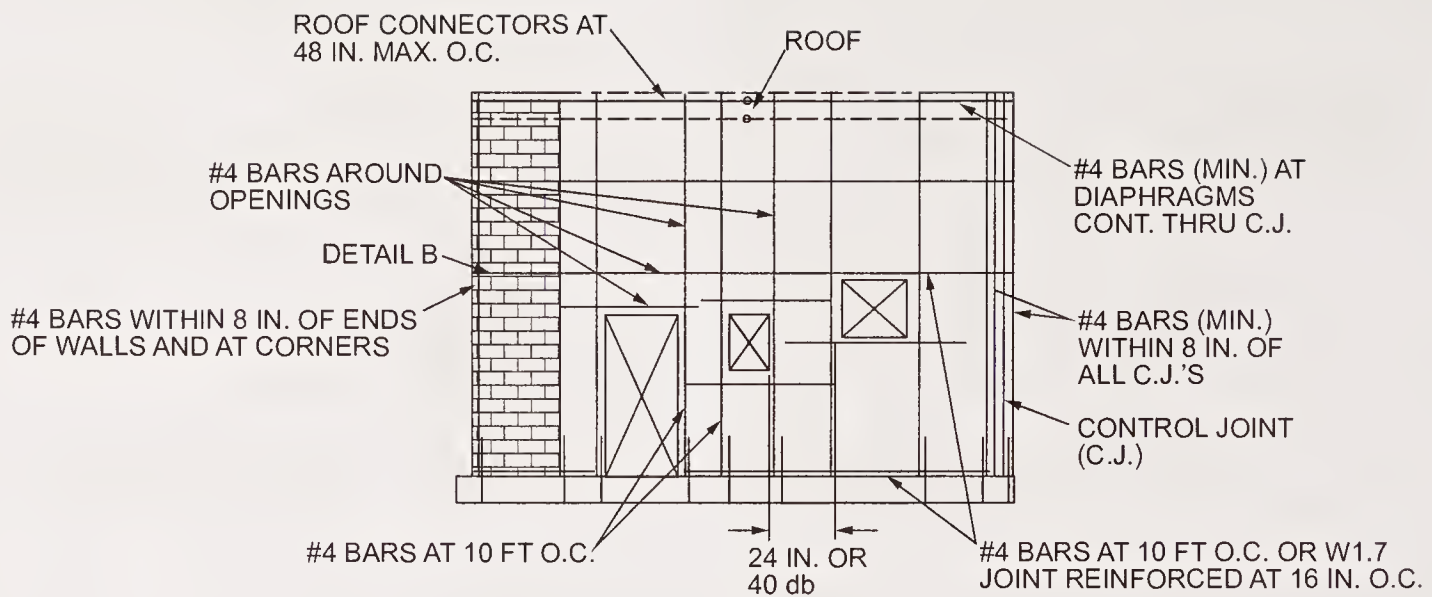 ROOF CONNECTORS AT
48 IN. MAX. O.C.
ROOF
#4 BARS AROUND
OPENINGS
#4 BARS (MIN.) AT
DIAPHRAGMS
CONT. THRU C.J.
DETAIL B
#4 BARS WITHIN 8 IN. OF ENDS
OF WALLS AND AT CORNERS
#4 BARS (MIN.)
WITHIN 8 IN. OF
ALL C.J.'S
CONTROL JOINT
(C.J.)
#4 BARS AT 10 FT O.C.
24 IN. OR
40 db
#4 BARS AT 10 FT O.C. OR W1.7
JOINT REINFORCED AT 16 IN. O.C.